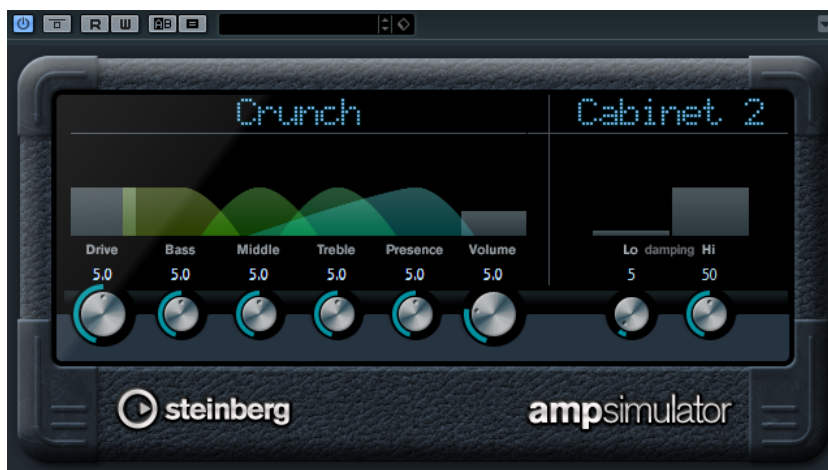 R W AB
Crunch Cabinet 2
Drive Bass Middle Treble Presence Volume Lo damping Hi
5.0 5.0 5.0 5.0 5.0 5.0 5 50
steinberg ampsimulator